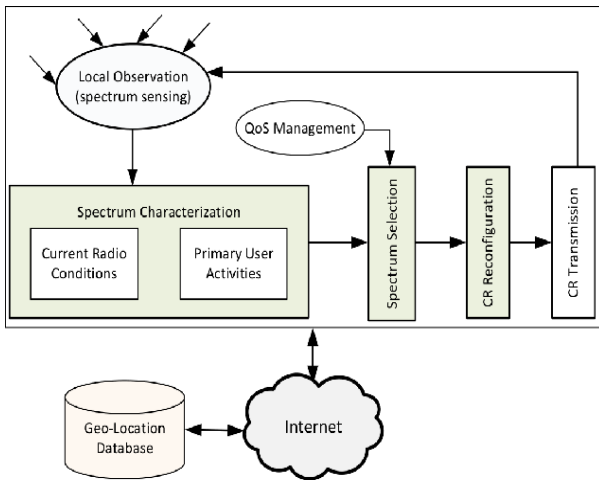 Local Observation
(spectrum sensing)
QoS Management
Spectrum Characterization
Current Radio
Conditions
Primary User
Activities
Spectrum Selection
CR Reconfiguration
CR Transmission
Geo-Location
Database
Internet